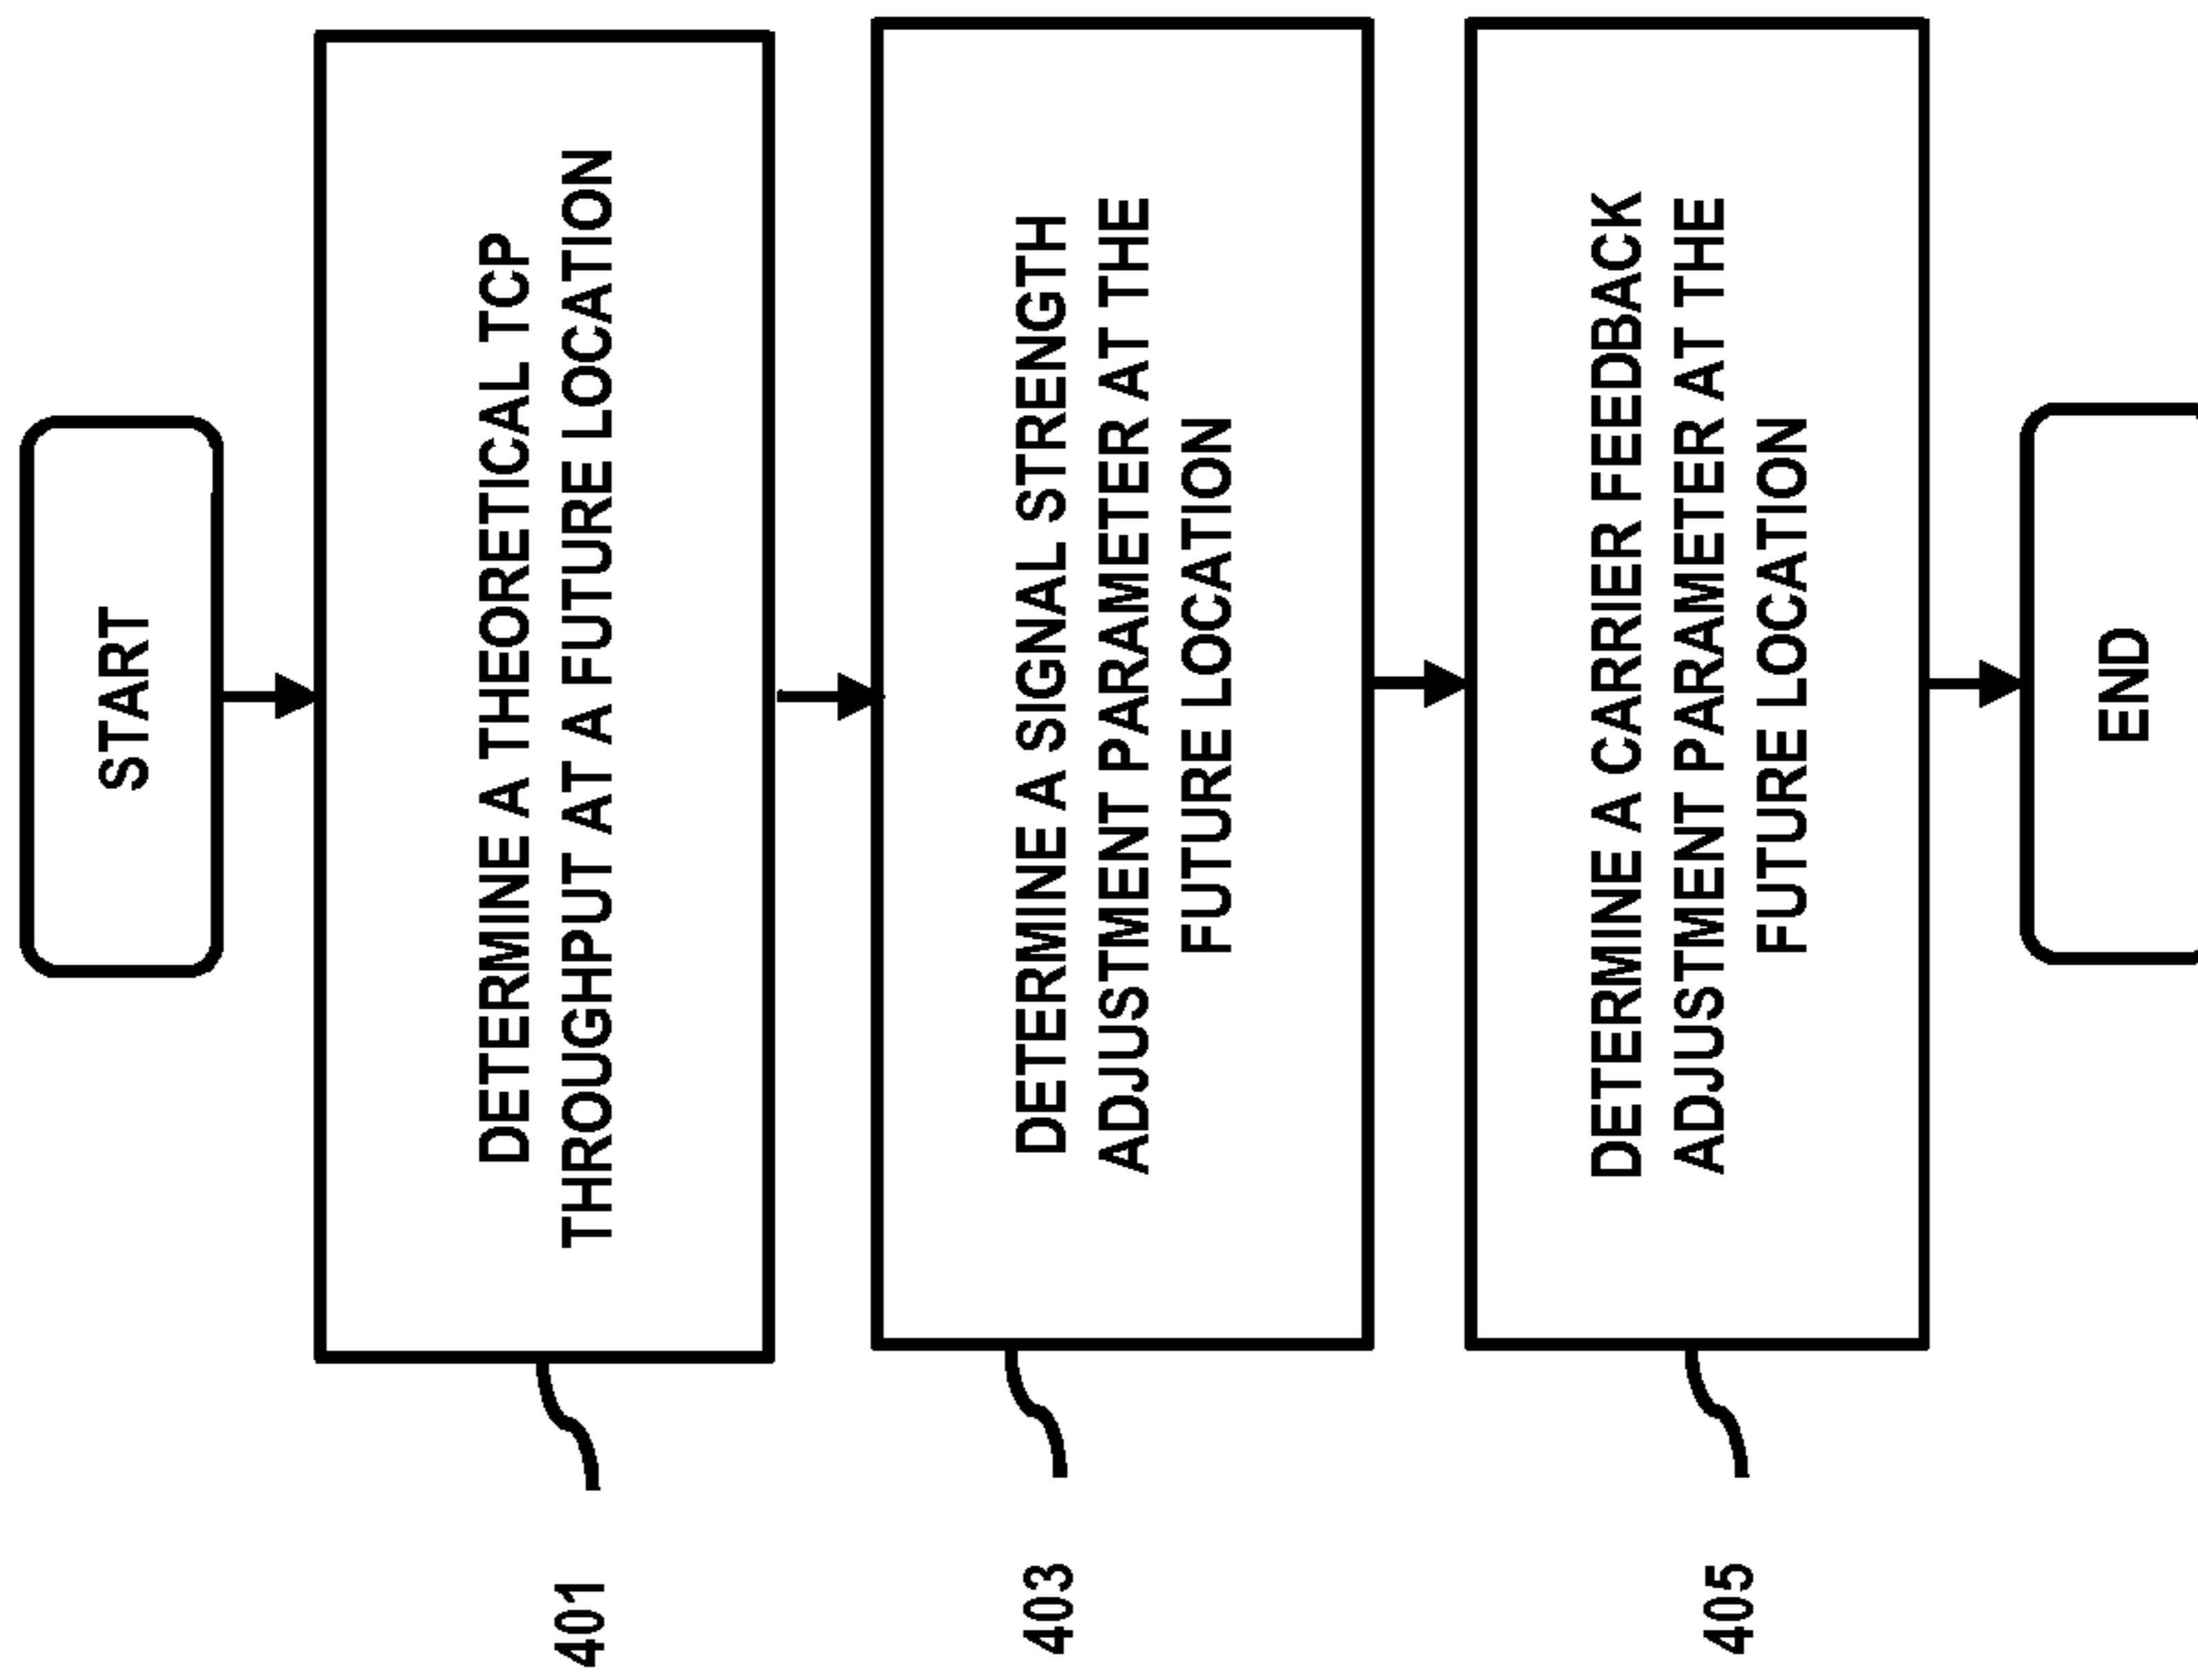 START
DETERMINE A THEORETICAL TCP
THROUGHPUT AT A FUTURE LOCATION
401
DETERMINE A SIGNAL STRENGTH
ADJUSTMENT PARAMETER AT THE
FUTURE LOCATION
403
DETERMINE A CARRIER FEEDBACK
ADJUSTMENT PARAMETER AT THE
FUTURE LOCATION
405
END